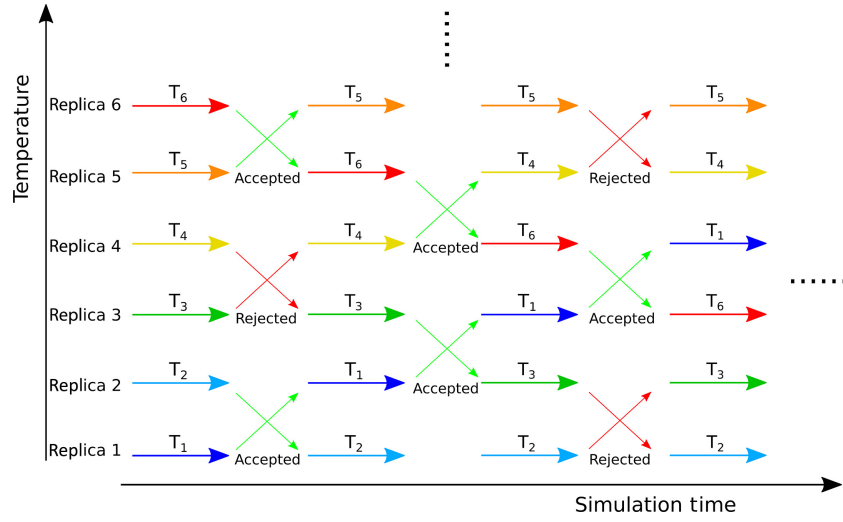 Temperature
Replica 6 T6 T5 T5 T5
Replica 5 T5 Accepted T6 T4 Rejected T4
Replica 4 T4 T4 Accepted T6 T1
Replica 3 T3 Rejected T3 T1 Accepted T6
Replica 2 T2 T1 Accepted T3 T3
Replica 1 T1 Accepted T2 T2 Rejected T2
Simulation time